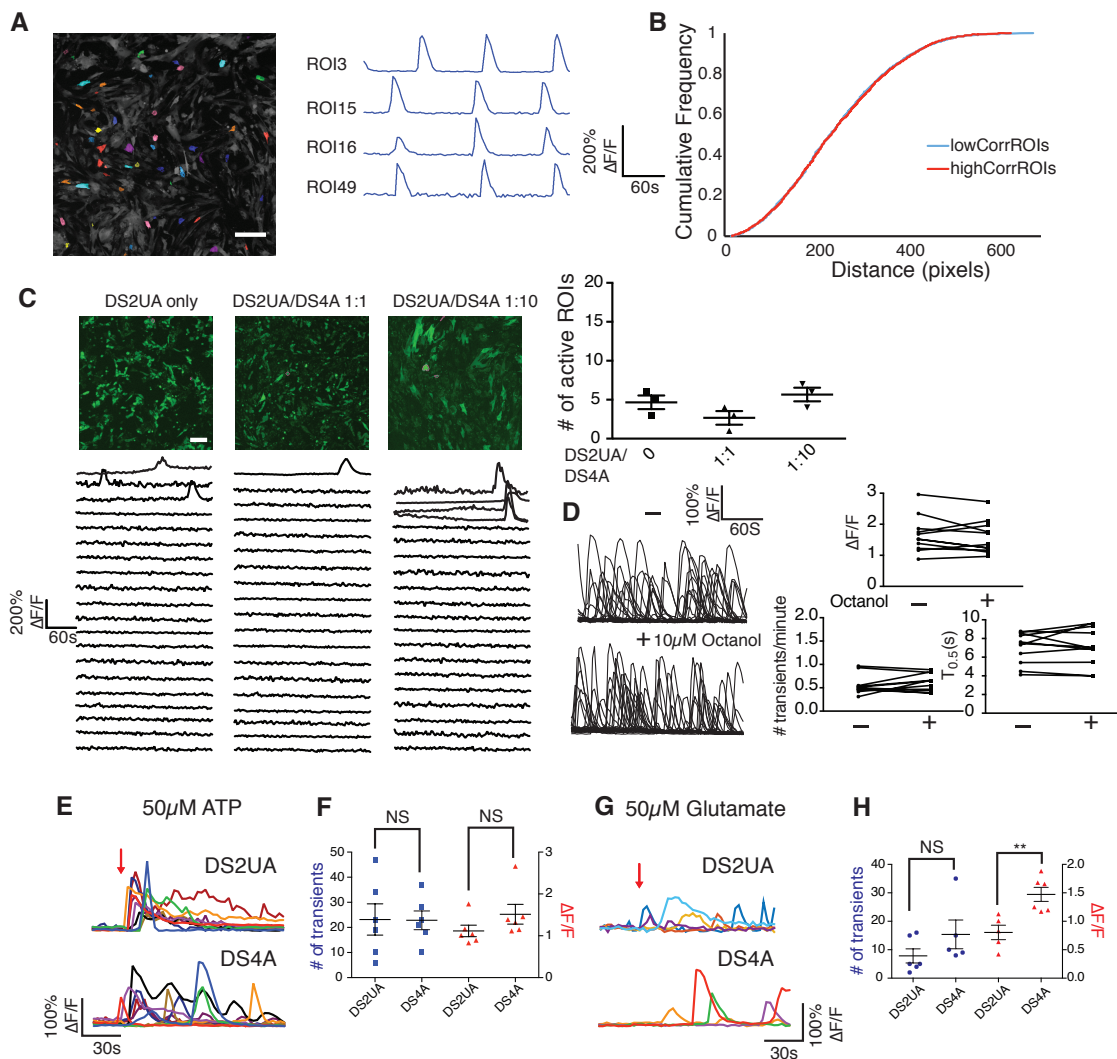 A
ROI3
ROI15
ROI16
ROI49
200%
ΔF/F
60s
B
Cumulative Frequency
1
0.8
0.6
0.4
0.2
0
0
200
400
600
Distance (pixels)
lowCorrROIs
highCorrROIs
C
DS2UA only
DS2UA/DS4A 1:1
DS2UA/DS4A 1:10
200%
ΔF/F
60s
# of active ROIs
20
15
10
5
0
DS2UA/
DS4A
0
1:1
1:10
D
−
100%
ΔF/F
60S
+ 10μM Octanol
ΔF/F
3
2
1
0
Octanol
−
+
# transients/minute
1.5
1.0
0.5
0.0
−
+
T0.5(s)
10
8
6
4
2
0
−
+
E
50μM ATP
DS2UA
DS4A
100%
ΔF/F
30s
F
NS
NS
# of transients
50
40
30
20
10
0
3
2
1
0
ΔF/F
DS2UA
DS4A
DS2UA
DS4A
G
50μM Glutamate
DS2UA
DS4A
100%
ΔF/F
30s
H
NS
**
# of transients
40
30
20
10
0
2.0
1.5
1.0
0.5
0.0
ΔF/F
DS2UA
DS4A
DS2UA
DS4A